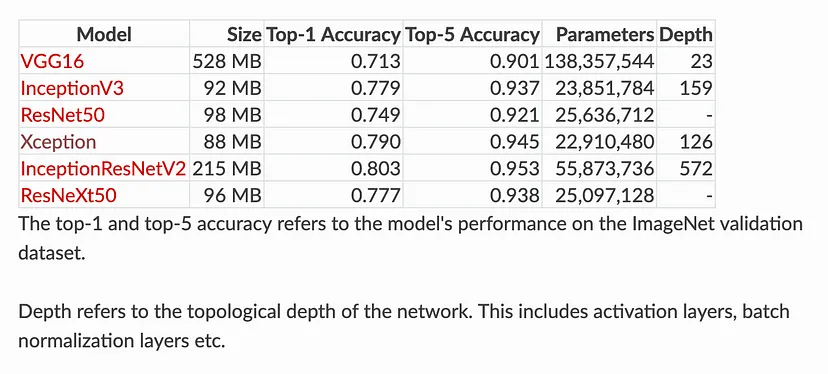 Model Size Top-1 Accuracy Top-5 Accuracy Parameters Depth
VGG16 528 MB 0.713 0.901 138,357,544 23
InceptionV3 92 MB 0.779 0.937 23,851,784 159
ResNet50 98 MB 0.749 0.921 25,636,712 -
Xception 88 MB 0.790 0.945 22,910,480 126
InceptionResNetV2 215 MB 0.803 0.953 55,873,736 572
ResNeXt50 96 MB 0.777 0.938 25,097,128 -
The top-1 and top-5 accuracy refers to the model's performance on the ImageNet validation
dataset.
Depth refers to the topological depth of the network. This includes activation layers, batch
normalization layers etc.